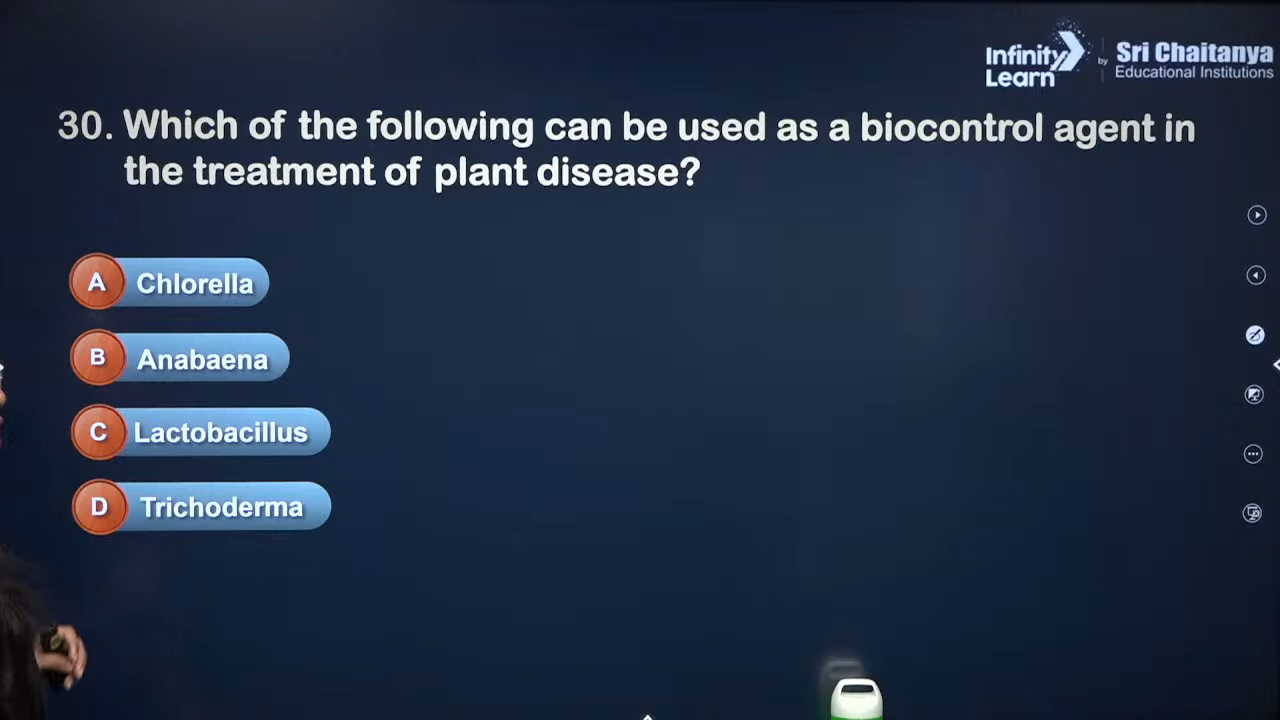 Infinity Learn by Sri Chaitanya Educational Institutions
30. Which of the following can be used as a biocontrol agent in
the treatment of plant disease?
A Chlorella
B Anabaena
C Lactobacillus
D Trichoderma